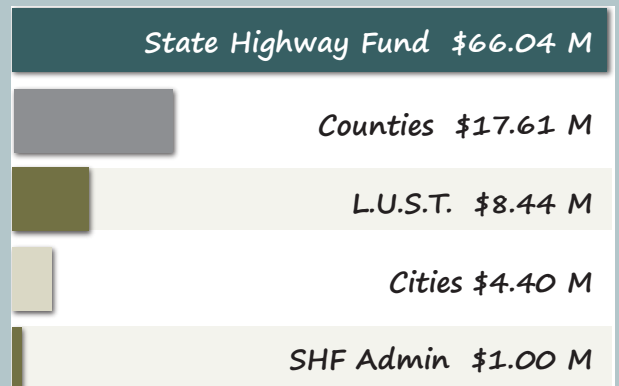 State Highway Fund $66.04 M
Counties $17.61 M
L.U.S.T. $8.44 M
Cities $4.40 M
SHF Admin $1.00 M